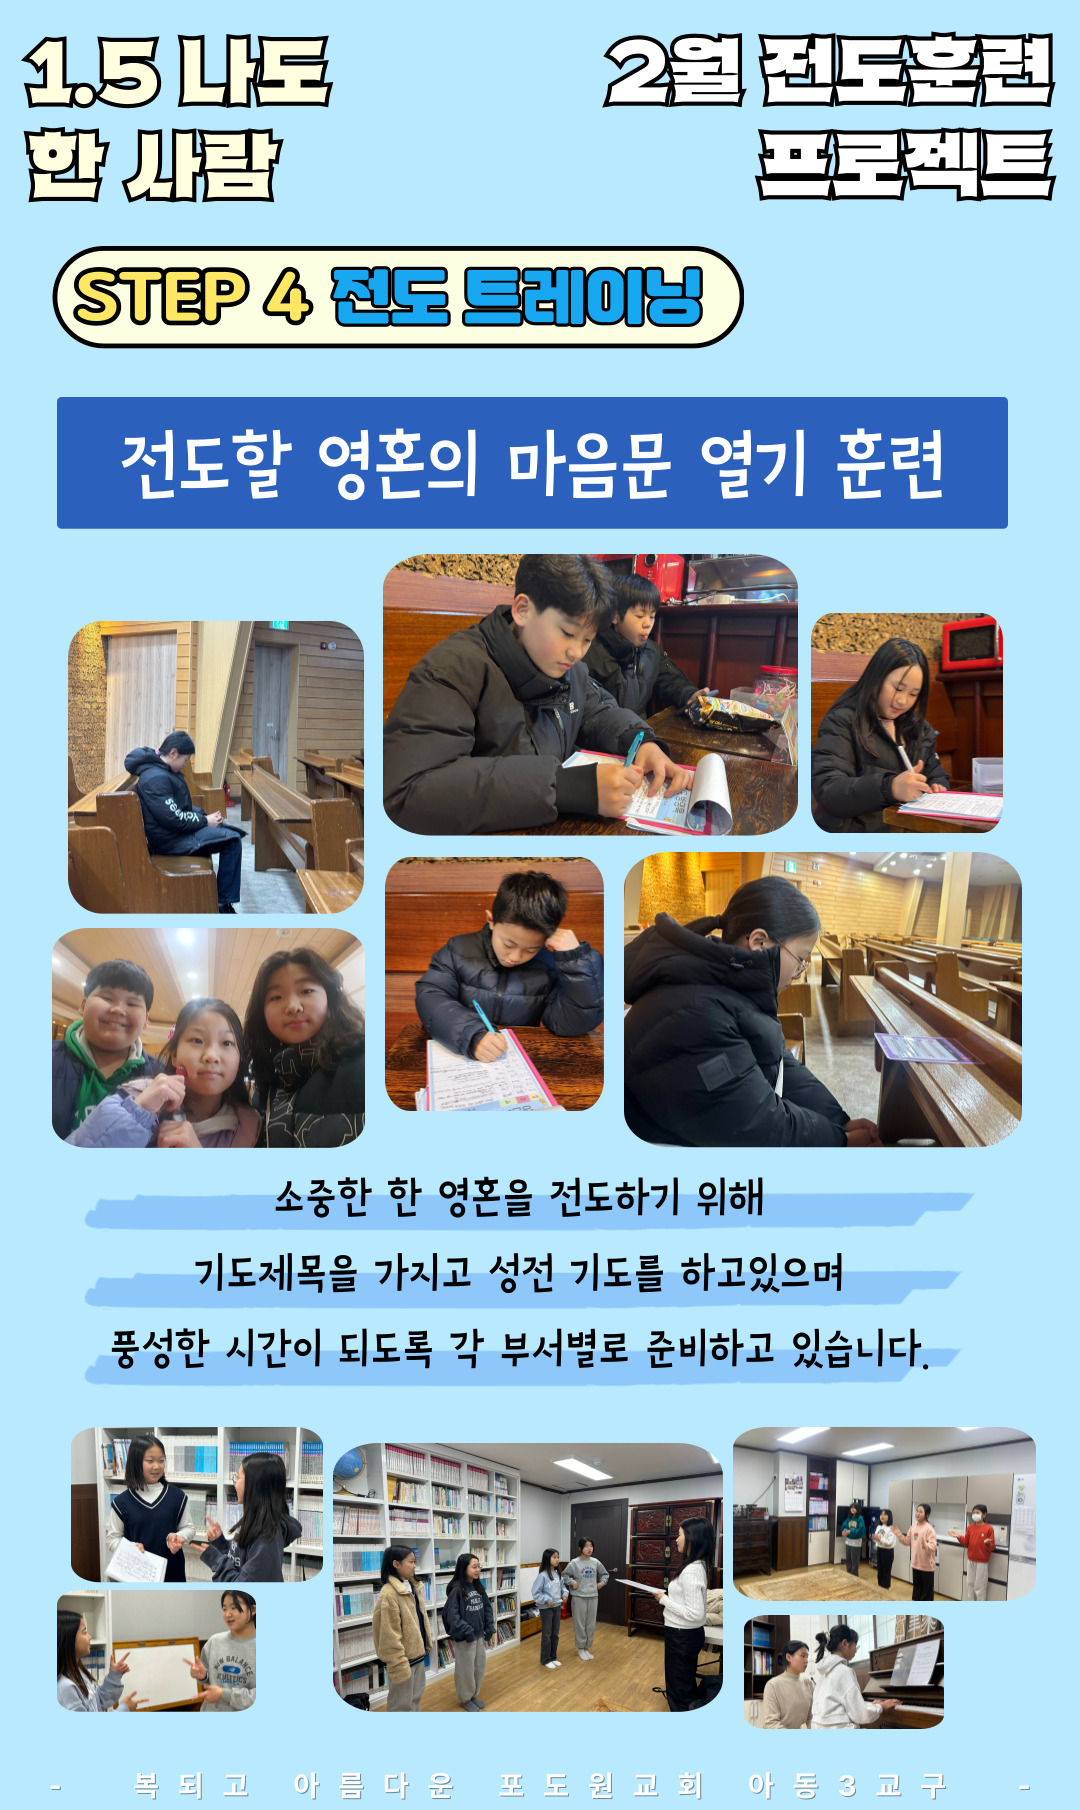 1.5 나도
한 사람
2월 전도훈련
프로젝트
STEP 4 전도 트레이닝
전도할 영혼의 마음문 열기 훈련
소중한 한 영혼을 전도하기 위해
기도제목을 가지고 성전 기도를 하고있으며
풍성한 시간이 되도록 각 부서별로 준비하고 있습니다.
NEW BALANCE
ATHLETICS
- 복되고 아름다운 포도원교회 아동3교구 -